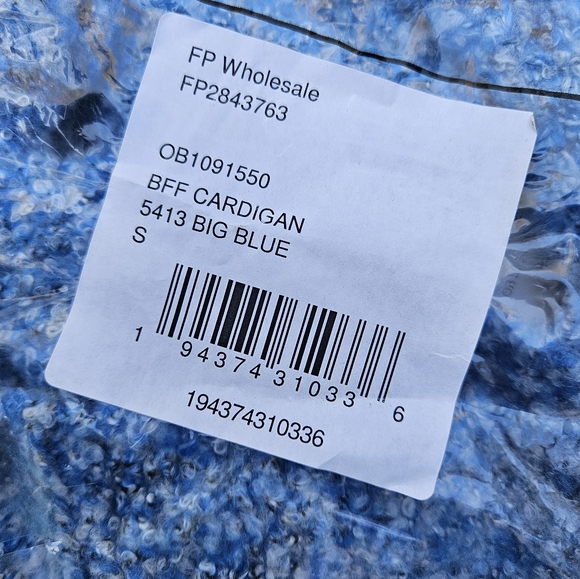 FP Wholesale
FP2843763
OB1091550
BFF CARDIGAN
5413 BIG BLUE
S
1 94374 31033 6
194374310336